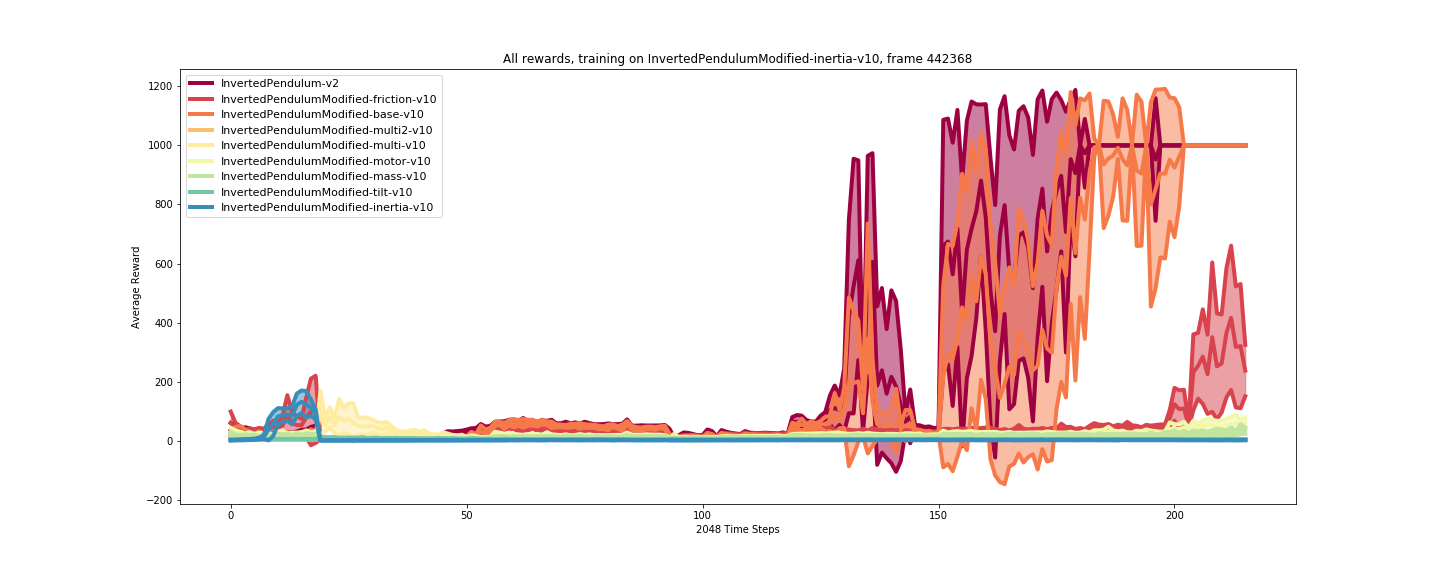 All rewards, training on InvertedPendulumModified-inertia-v10, frame 442368
InvertedPendulum-v2
InvertedPendulumModified-friction-v10
InvertedPendulumModified-base-v10
InvertedPendulumModified-multi2-v10
InvertedPendulumModified-multi-v10
InvertedPendulumModified-motor-v10
InvertedPendulumModified-mass-v10
InvertedPendulumModified-tilt-v10
InvertedPendulumModified-inertia-v10
1200
1000
800
600
400
200
0
−200
Average Reward
0 50 100 150 200
2048 Time Steps